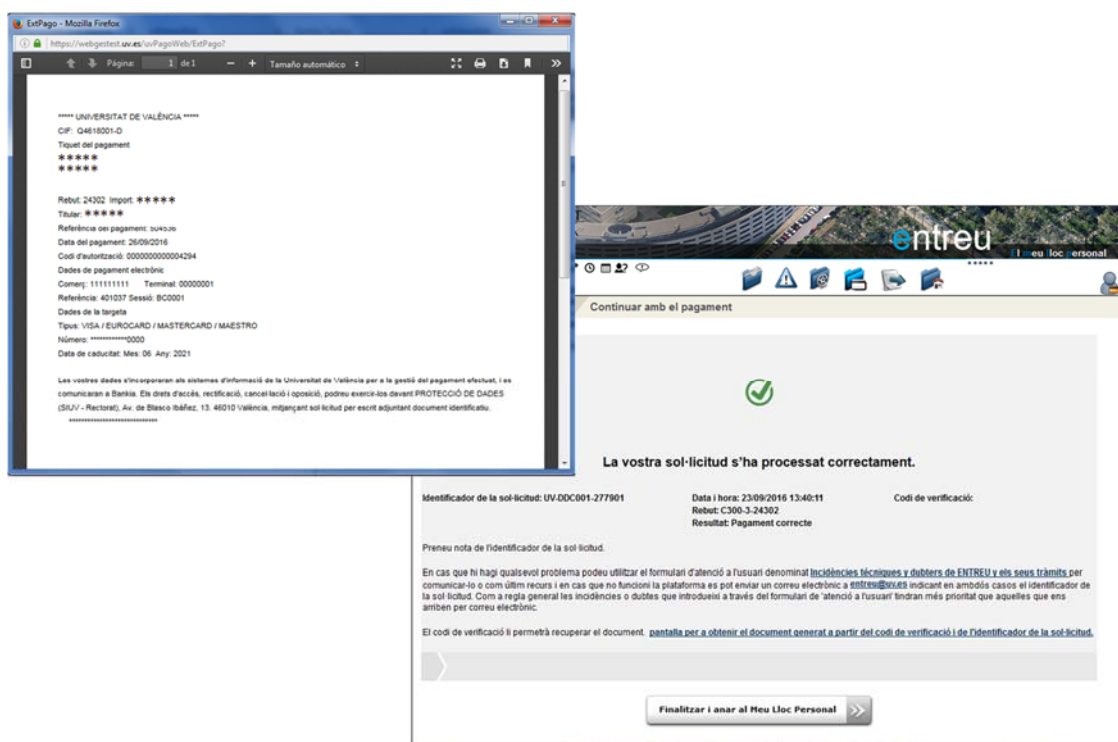 ExtPago - Mozilla Firefox
https://webgestest.uv.es/uvPagoWeb/ExtPago?
Página: 1 de 1 − + Tamaño automático
***** UNIVERSITAT DE VALÈNCIA *****
CIF: Q4618001-D
Tiquet del pagament
*****
*****
Rebut: 24302 Import: *****
Titular: *****
Referència del pagament: 504536
Data del pagament: 26/09/2016
Codi d'autorització: 0000000000004294
Dades de pagament electrònic
Comerç: 111111111 Terminal: 00000001
Referència: 401037 Sessió: BC0001
Dades de la targeta
Tipus: VISA / EUROCARD / MASTERCARD / MAESTRO
Número: ************0000
Data de caducitat: Mes: 06 Any: 2021
Les vostres dades s'incorporaran als sistemes d'informació de la Universitat de València per a la gestió del pagament efectuat, i es
comunicaran a Bankia. Els drets d'accés, rectificació, cancel·lació i oposició, podreu exercir-los davant PROTECCIÓ DE DADES
(SIUV - Rectorat), Av. de Blasco Ibáñez, 13. 46010 València, mitjançant sol·licitud per escrit adjuntant document identificatiu.
******************************
entreu
El meu lloc personal
*****
Continuar amb el pagament
La vostra sol·licitud s'ha processat correctament.
Identificador de la sol·licitud: UV-DDC001-277901
Data i hora: 23/09/2016 13:40:11
Rebut: C300-3-24302
Resultat: Pagament correcte
Codi de verificació:
Preneu nota de l'identificador de la sol·licitud.
En cas que hi hagi qualsevol problema podeu utilitzar el formulari d'atenció a l'usuari denominat Incidències técniques y dubters de ENTREU y els seus tràmits per
comunicar-lo o com últim recurs i en cas que no funcioni la plataforma es pot enviar un correu electrònic a entreu@uv.es indicant en ambdós casos el identificador de
la sol·licitud. Com a regla general les incidències o dubtes que introdueixi a través del formulari de 'atenció a l'usuari' tindran més prioritat que aquelles que ens
arriben per correu electrònic.
El codi de verificació li permetrà recuperar el document. pantalla per a obtenir el document generat a partir del codi de verificació i de l'identificador de la sol·licitud.
Finalitzar i anar al Meu Lloc Personal